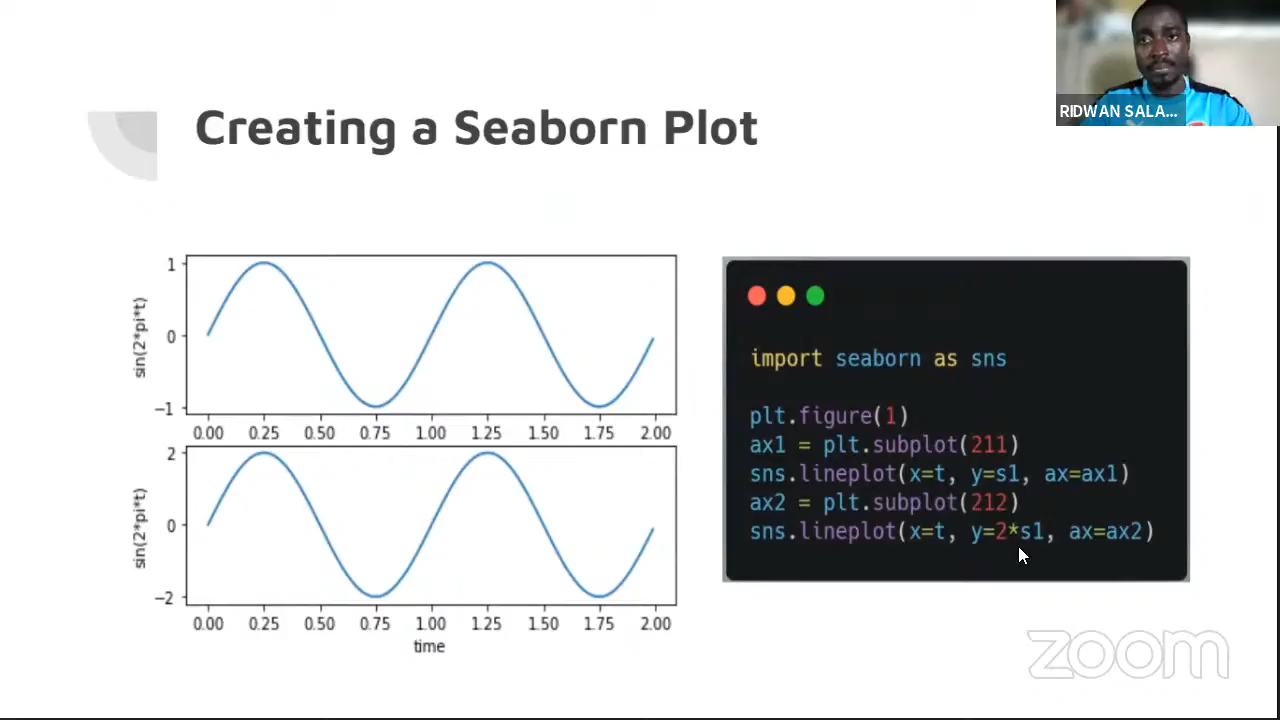 RIDWAN SALA...
Creating a Seaborn Plot
1
0
−1
sin(2*pi*t)
0.00 0.25 0.50 0.75 1.00 1.25 1.50 1.75 2.00
2
0
−2
sin(2*pi*t)
0.00 0.25 0.50 0.75 1.00 1.25 1.50 1.75 2.00
time
import seaborn as sns
plt.figure(1)
ax1 = plt.subplot(211)
sns.lineplot(x=t, y=s1, ax=ax1)
ax2 = plt.subplot(212)
sns.lineplot(x=t, y=2*s1, ax=ax2)
zoom